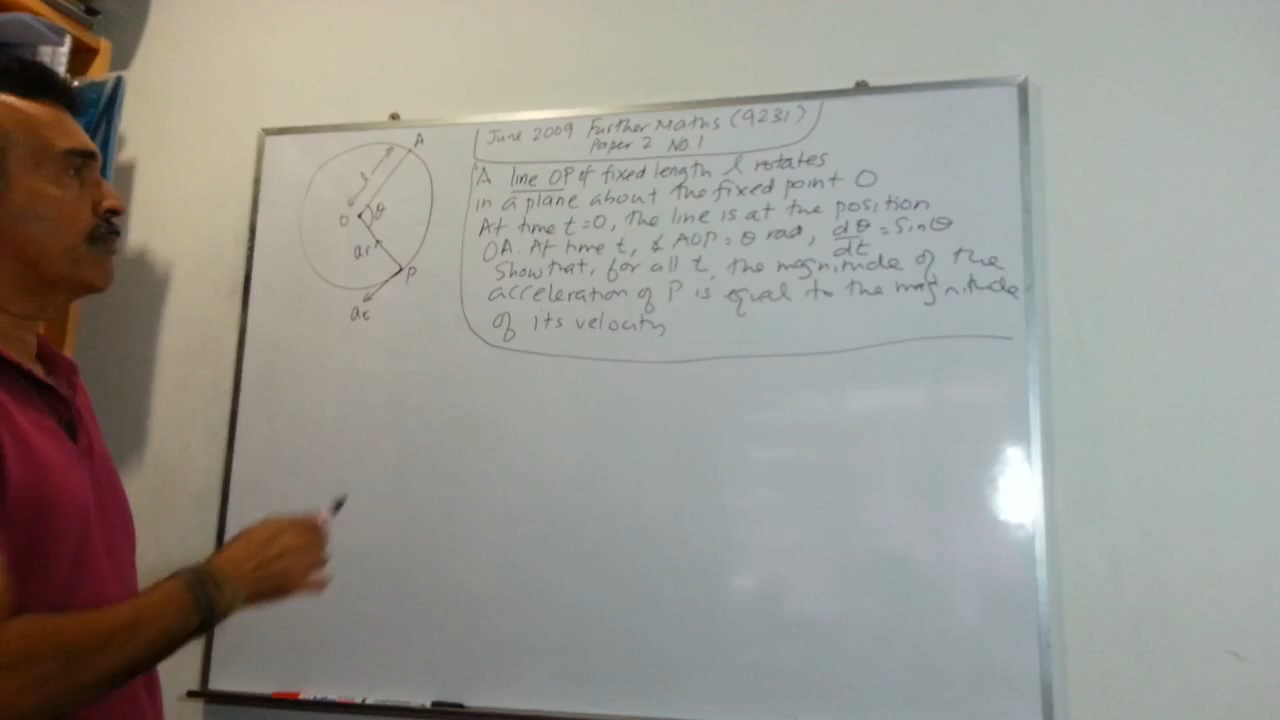 June 2009 Further Maths (9231)
Paper 2 No.1
A line OP of fixed length l rotates
in a plane about the fixed point O
At time t=0, the line is at the position
OA. At time t, ∡ AOP = θ rad, dθ/dt = Sinθ
Show that, for all t, the magnitude of the
acceleration of P is equal to the magnitude
of its velocity
A
l
O
θ
ar
P
at